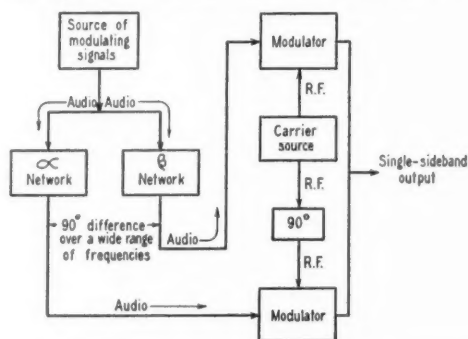 Source of
modulating
signals
Modulator
Audio Audio
R.F.
Carrier
source
Single-sideband
output
α
Network
β
Network
R.F.
90° difference
over a wide range
of frequencies
Audio
90°
R.F.
Audio
Modulator